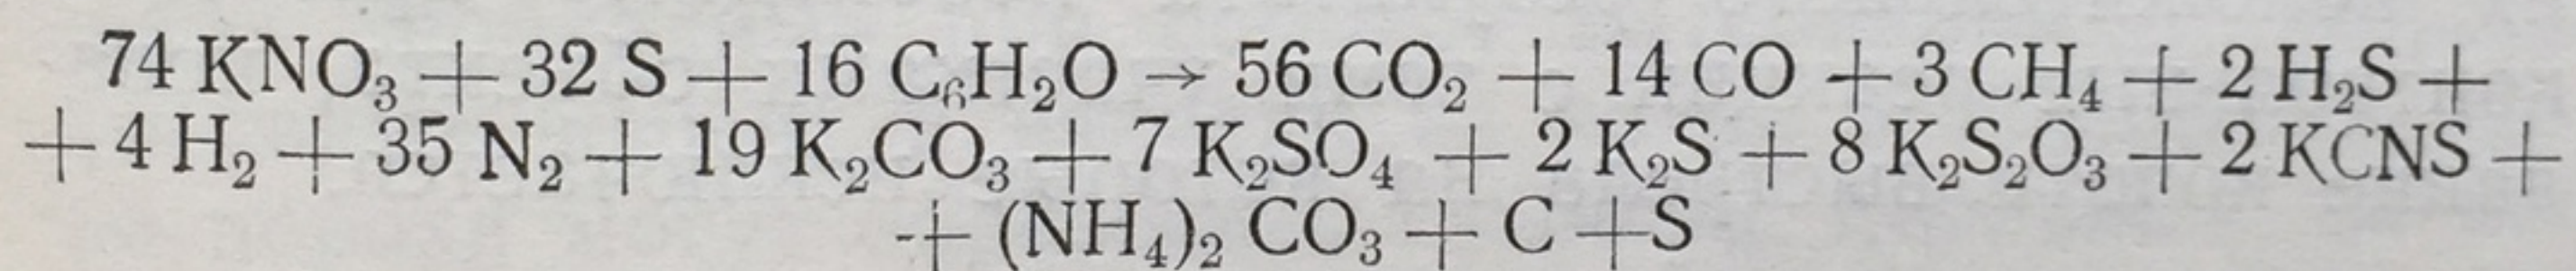 74 KNO₃ + 32 S + 16 C₆H₂O → 56 CO₂ + 14 CO + 3 CH₄ + 2 H₂S +
+ 4 H₂ + 35 N₂ + 19 K₂CO₃ + 7 K₂SO₄ + 2 K₂S + 8 K₂S₂O₃ + 2 KCNS +
+ (NH₄)₂ CO₃ + C + S